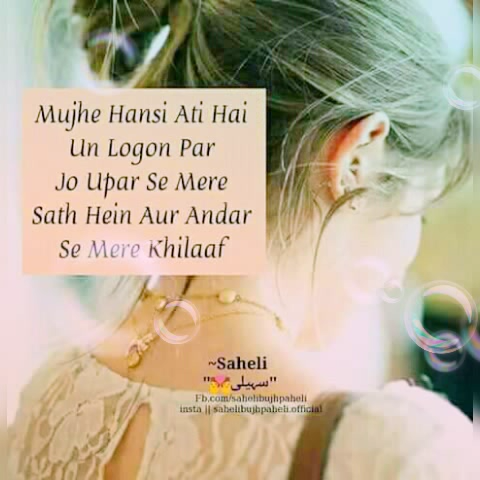 Mujhe Hansi Ati Hai
Un Logon Par
Jo Upar Se Mere
Sath Hein Aur Andar
Se Mere Khilaaf
~Saheli
"سہیلی"
Fb.com/sahelibujhpaheli
insta || sahelibujhpaheli.official